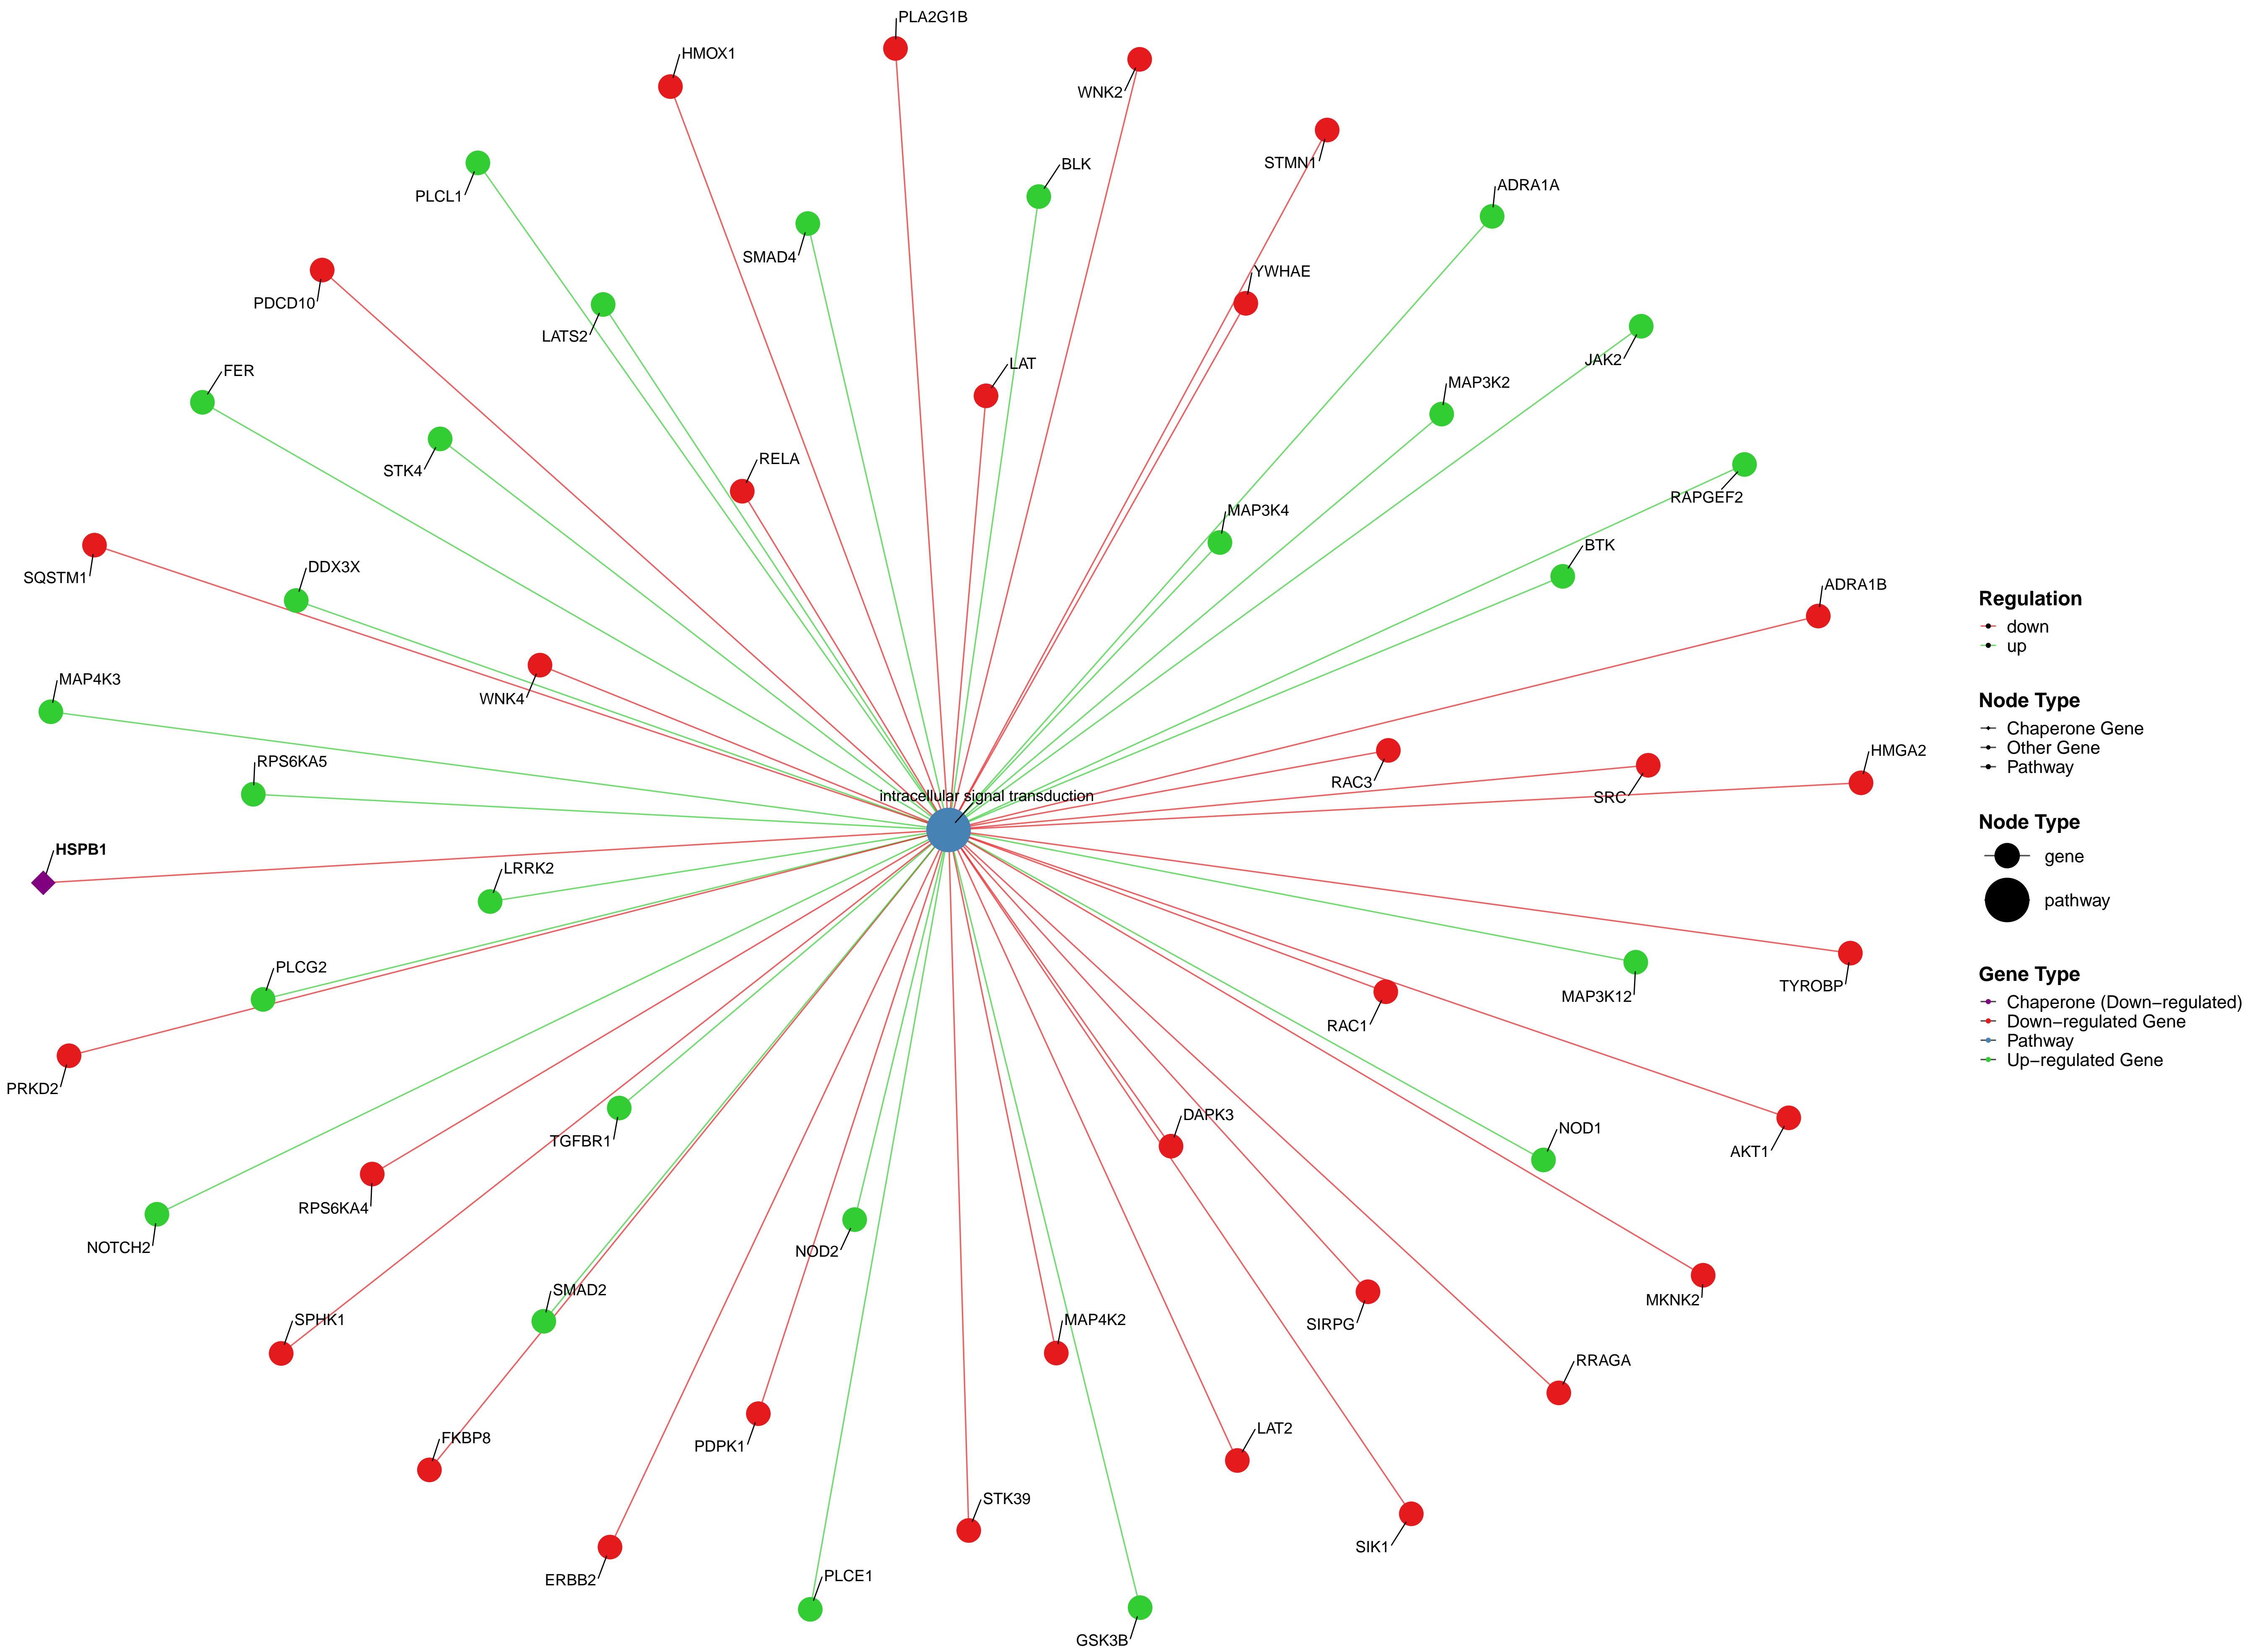 PLA2G1B
HMOX1
WNK2
STMN1
BLK
ADRA1A
PLCL1
SMAD4
YWHAE
PDCD10
LATS2
JAK2
LAT
FER
MAP3K2
STK4
RELA
RAPGEF2
MAP3K4
BTK
SQSTM1
DDX3X
ADRA1B
MAP4K3
WNK4
RPS6KA5
RAC3
SRC
HMGA2
intracellular signal transduction
HSPB1
LRRK2
PLCG2
TYROBP
MAP3K12
RAC1
PRKD2
DAPK3
NOD1
TGFBR1
AKT1
RPS6KA4
NOTCH2
NOD2
SMAD2
MKNK2
SPHK1
MAP4K2
SIRPG
RRAGA
LAT2
FKBP8
PDPK1
STK39
SIK1
ERBB2
PLCE1
GSK3B
Regulation
down
up
Node Type
Chaperone Gene
Other Gene
Pathway
Node Type
gene
pathway
Gene Type
Chaperone (Down−regulated)
Down−regulated Gene
Pathway
Up−regulated Gene